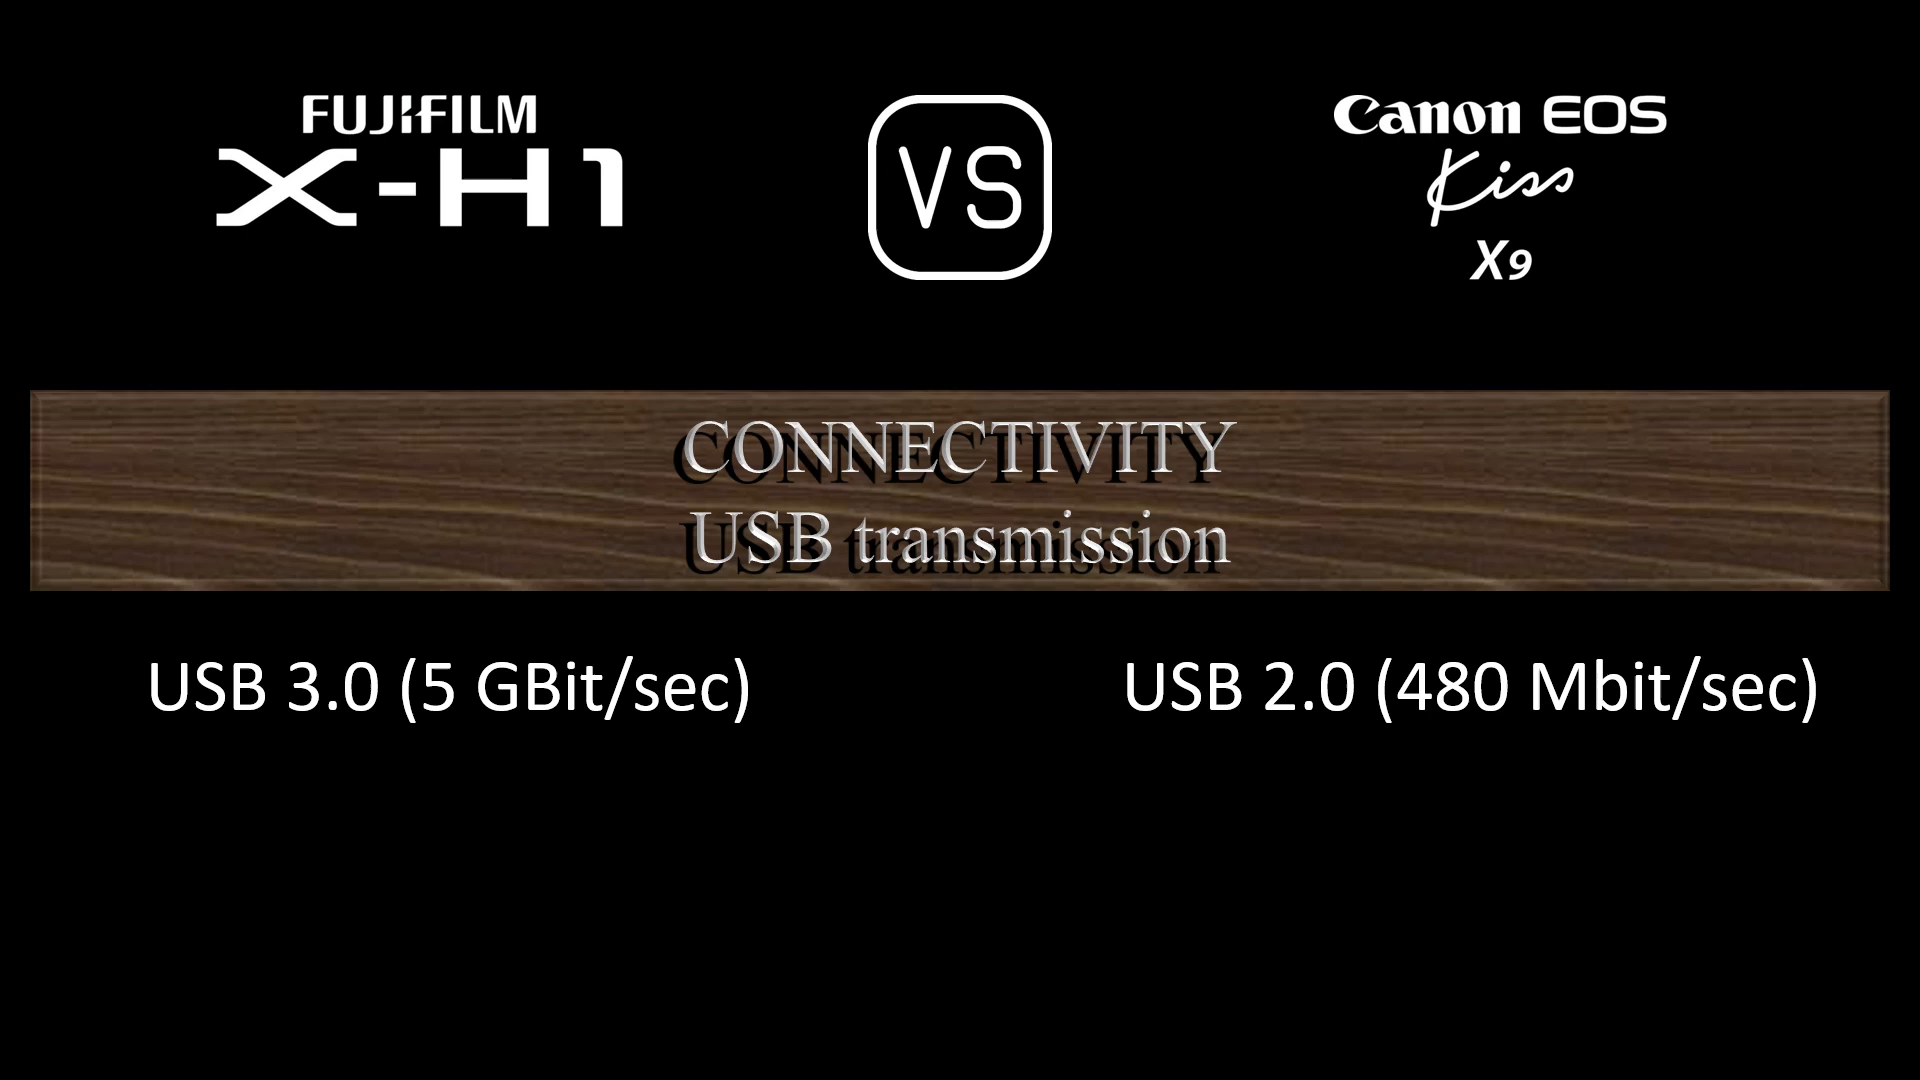 FUJIFILM
X-H1
VS
Canon EOS
Kiss
X9
CONNECTIVITY
USB transmission
USB 3.0 (5 GBit/sec)
USB 2.0 (480 Mbit/sec)